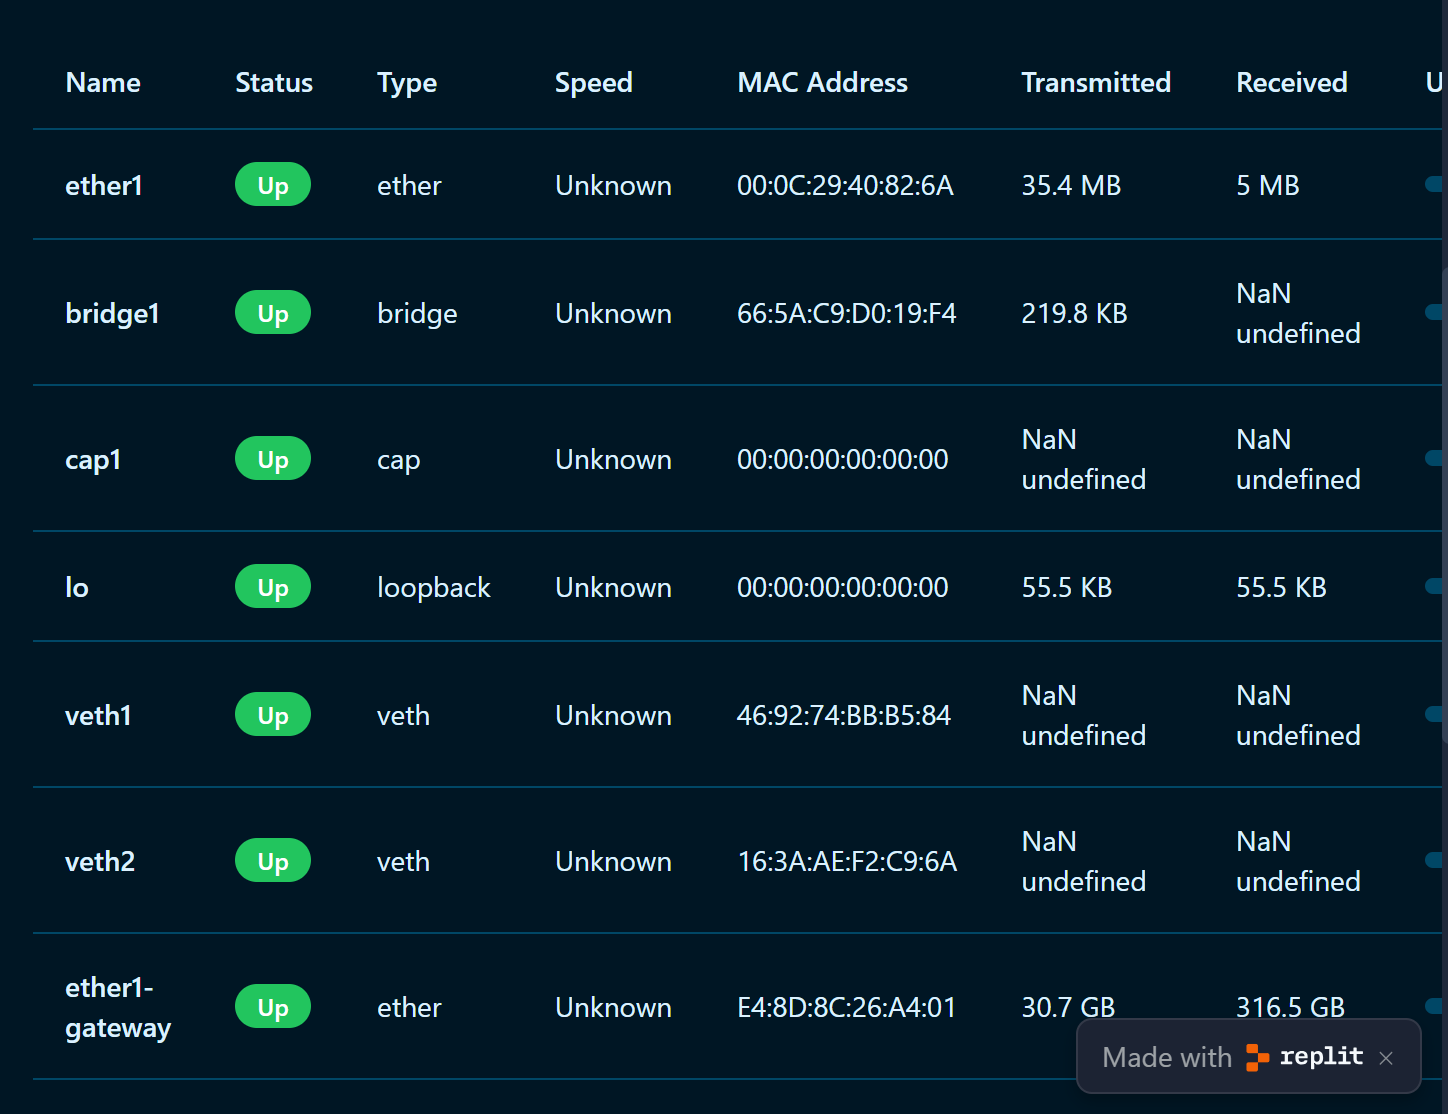 Name Status Type Speed MAC Address Transmitted Received U
ether1 Up ether Unknown 00:0C:29:40:82:6A 35.4 MB 5 MB
bridge1 Up bridge Unknown 66:5A:C9:D0:19:F4 219.8 KB NaN
undefined
cap1 Up cap Unknown 00:00:00:00:00:00 NaN NaN
undefined undefined
lo Up loopback Unknown 00:00:00:00:00:00 55.5 KB 55.5 KB
veth1 Up veth Unknown 46:92:74:BB:B5:84 NaN NaN
undefined undefined
veth2 Up veth Unknown 16:3A:AE:F2:C9:6A NaN NaN
undefined undefined
ether1-
gateway Up ether Unknown E4:8D:8C:26:A4:01 30.7 GB 316.5 GB
Made with replit ×